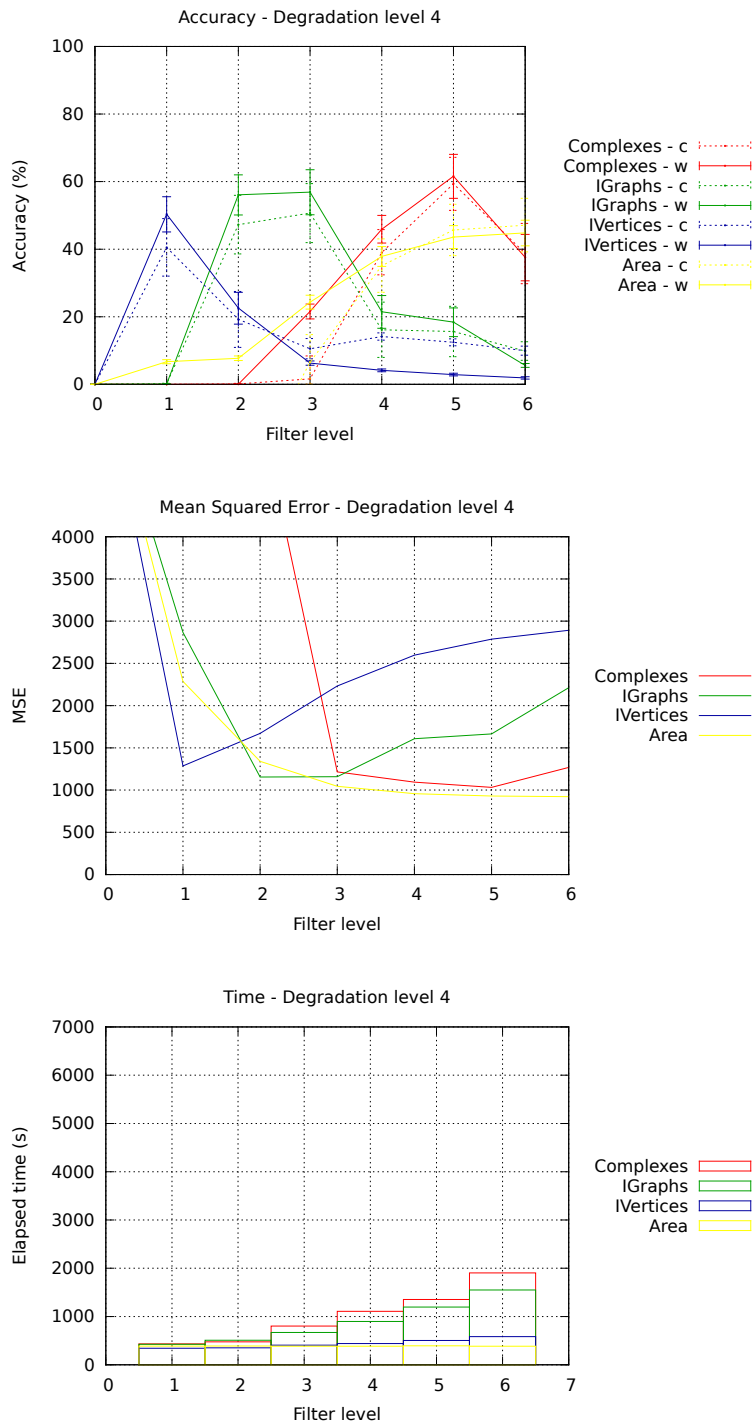 Accuracy - Degradation level 4
100
80
60
40
20
0
Accuracy (%)
0 1 2 3 4 5 6
Filter level
Complexes - c
Complexes - w
IGraphs - c
IGraphs - w
IVertices - c
IVertices - w
Area - c
Area - w
Mean Squared Error - Degradation level 4
4000
3500
3000
2500
2000
1500
1000
500
0
MSE
0 1 2 3 4 5 6
Filter level
Complexes
IGraphs
IVertices
Area
Time - Degradation level 4
7000
6000
5000
4000
3000
2000
1000
0
Elapsed time (s)
0 1 2 3 4 5 6 7
Filter level
Complexes
IGraphs
IVertices
Area